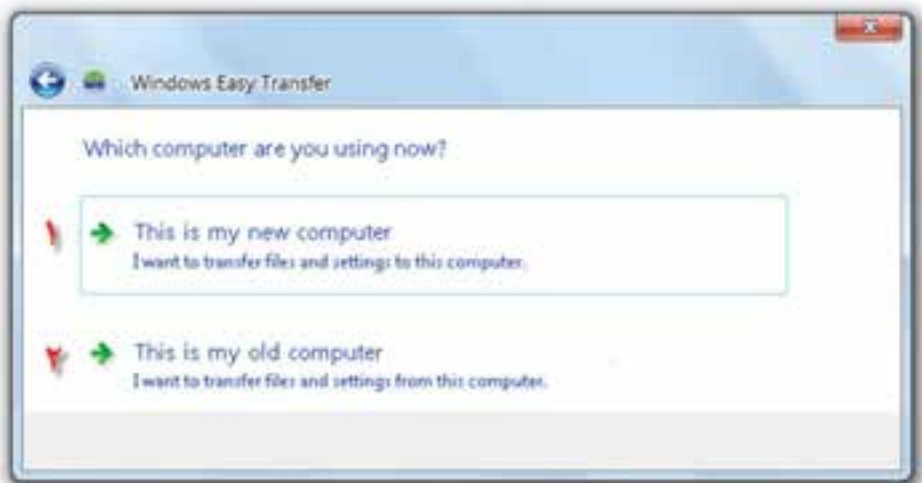 Windows Easy Transfer
Which computer are you using now?
۱ This is my new computer
I want to transfer files and settings to this computer.
۲ This is my old computer
I want to transfer files and settings from this computer.